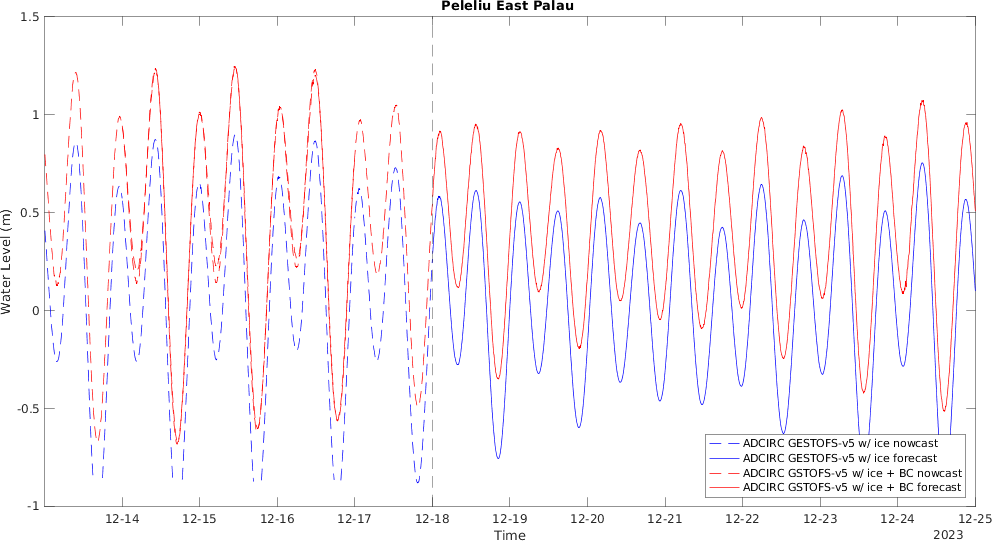 Peleliu East Palau
1.5
1
0.5
0
-0.5
-1
Water Level (m)
ADCIRC GESTOFS-v5 w/ ice nowcast
ADCIRC GESTOFS-v5 w/ ice forecast
ADCIRC GSTOFS-v5 w/ ice + BC nowcast
ADCIRC GSTOFS-v5 w/ ice + BC forecast
12-14 12-15 12-16 12-17 12-18 12-19 12-20 12-21 12-22 12-23 12-24 12-25
Time
2023